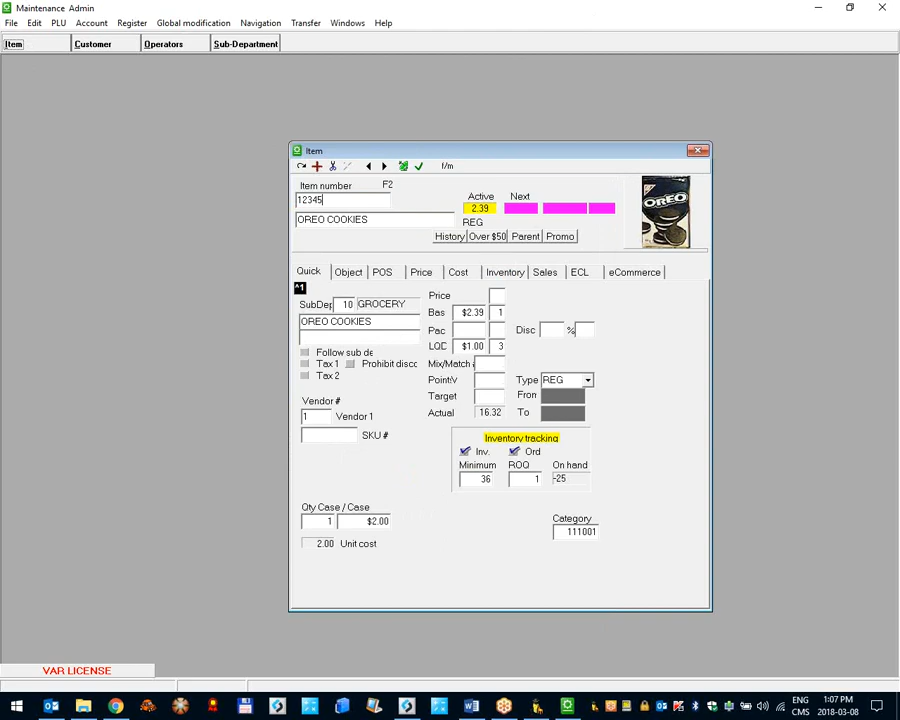 Maintenance Admin
File Edit PLU Account Register Global modification Navigation Transfer Windows Help
Item Customer Operators Sub-Department
Item
f/m
Item number F2
12345
Active Next
2.39
OREO COOKIES
REG
History Over $50 Parent Promo
OREO
Quick Object POS Price Cost Inventory Sales ECL eCommerce
^1
SubDep 10 GROCERY
OREO COOKIES
Follow sub de
Tax 1 Prohibit disco
Tax 2
Vendor #
1 Vendor 1
SKU #
Qty Case / Case
1 $2.00
2.00 Unit cost
Price
Bas $2.39 1
Pac
LQD $1.00 3
Disc %
Mix/Match #
Point:V
Target
Actual 16.32
Type REG
From
To
Inventory tracking
Inv. Ord
Minimum ROQ On hand
36 1 -25
Category
111001
VAR LICENSE
ENG
CMS
1:07 PM
2018-03-08